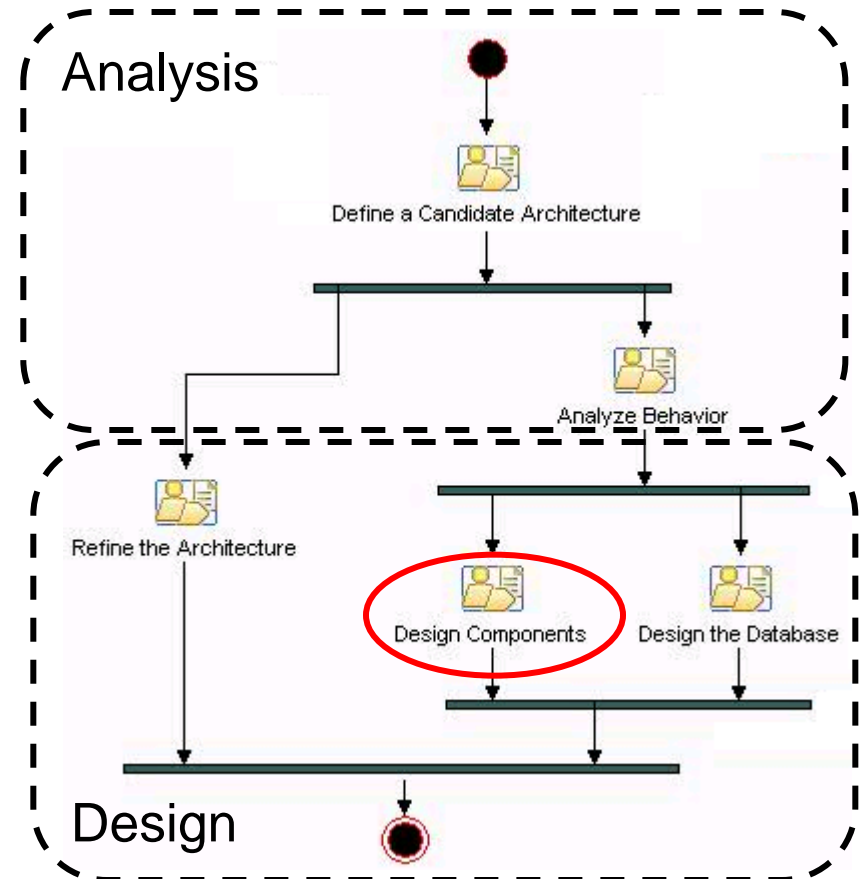 Analysis
Define a Candidate Architecture
Analyze Behavior
Refine the Architecture
Design Components
Design the Database
Design